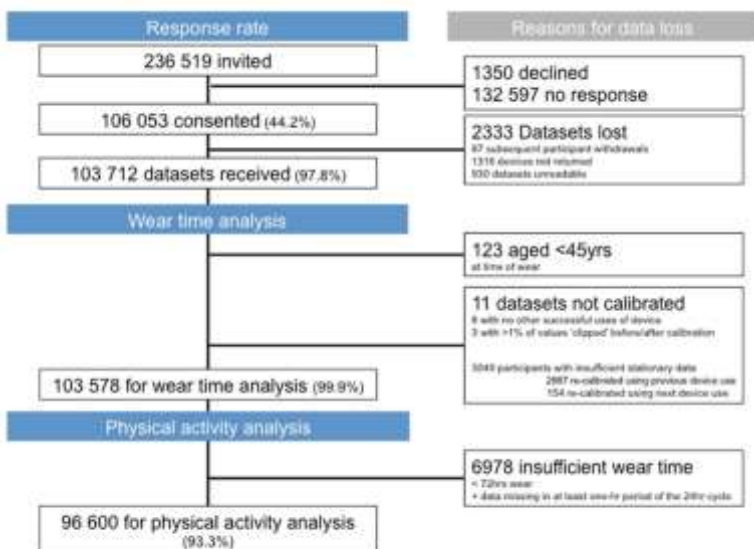 Response rate
Reasons for data loss
236 519 invited
1350 declined
132 597 no response
106 053 consented (44.2%)
2333 Datasets lost
87 subsequent participant withdrawals
1316 devices not returned
930 datasets unreadable
103 712 datasets received (97.8%)
Wear time analysis
123 aged <45yrs
at time of wear
11 datasets not calibrated
8 with no other successful uses of device
3 with >1% of values 'clipped' before/after calibration
participants with insufficient stationary data
re-calibrated using previous device use
154 re-calibrated using next device use
103 578 for wear time analysis (99.9%)
Physical activity analysis
6978 insufficient wear time
< 72hrs wear
+ data missing in at least one-hr period of the 24hr cycle
96 600 for physical activity analysis
(93.3%)